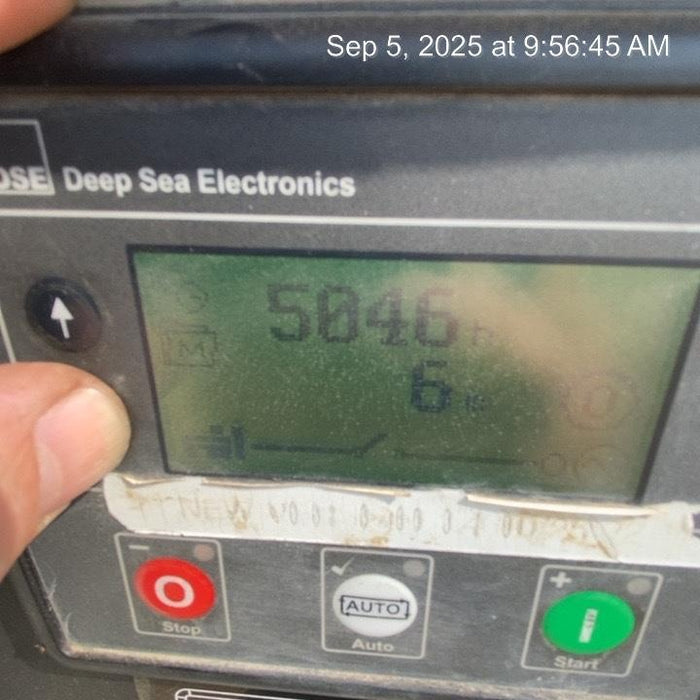 Sep 5, 2025 at 9:56:45 AM
DSE Deep Sea Electronics
5046 h
M
6
O
AUTO
I
Stop
Auto
Start